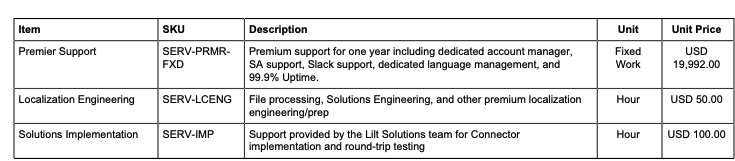 Item SKU Description Unit Unit Price
Premier Support SERV-PRMR- Premium support for one year including dedicated account manager, Fixed USD
FXD SA support, Slack support, dedicated language management, and Work 19,992.00
99.9% Uptime.
Localization Engineering SERV-LCENG File processing, Solutions Engineering, and other premium localization Hour USD 50.00
engineering/prep
Solutions Implementation SERV-IMP Support provided by the Lilt Solutions team for Connector Hour USD 100.00
implementation and round-trip testing